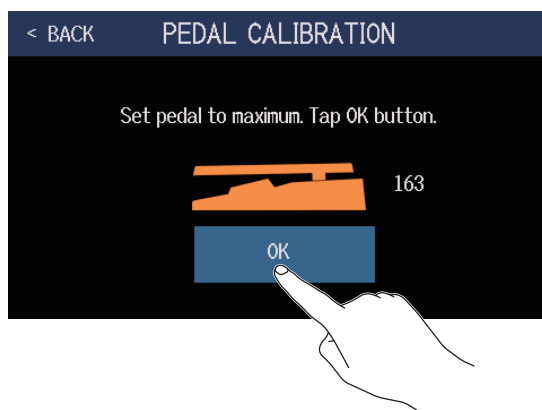 < BACK PEDAL CALIBRATION
Set pedal to maximum. Tap OK button.
163
OK